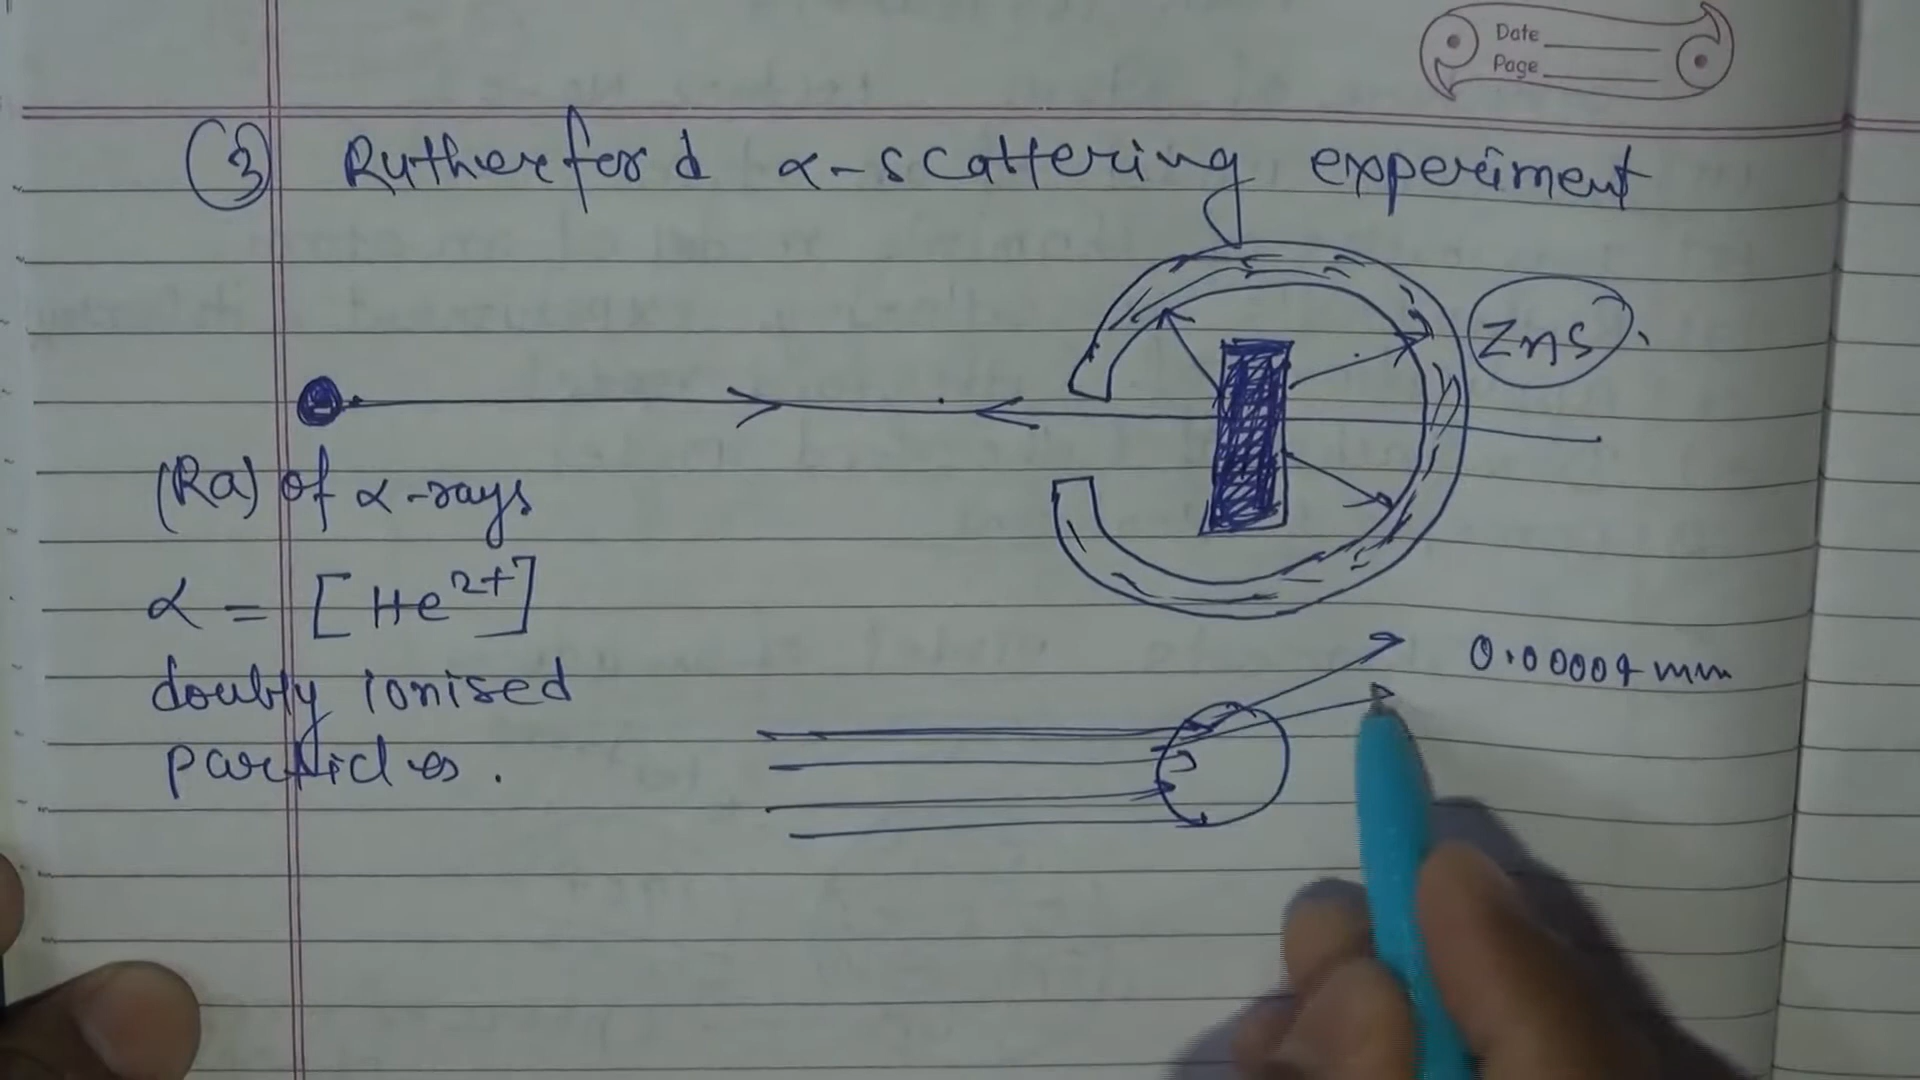 Date
Page
(3) Rutherford α-scattering experiment
ZnS
(Ra) of α-rays
α = [He²⁺]
doubly ionised
particles.
0.00004 mm